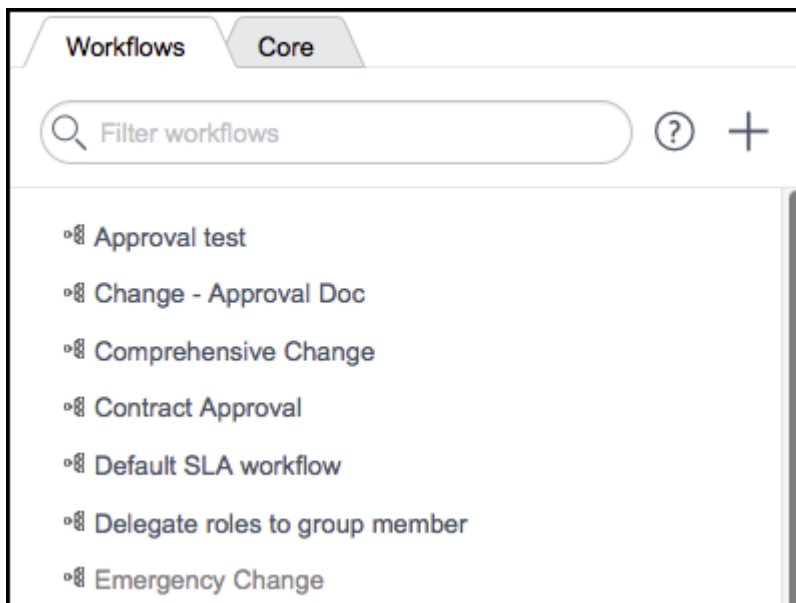 Workflows Core
Filter workflows
Approval test
Change - Approval Doc
Comprehensive Change
Contract Approval
Default SLA workflow
Delegate roles to group member
Emergency Change